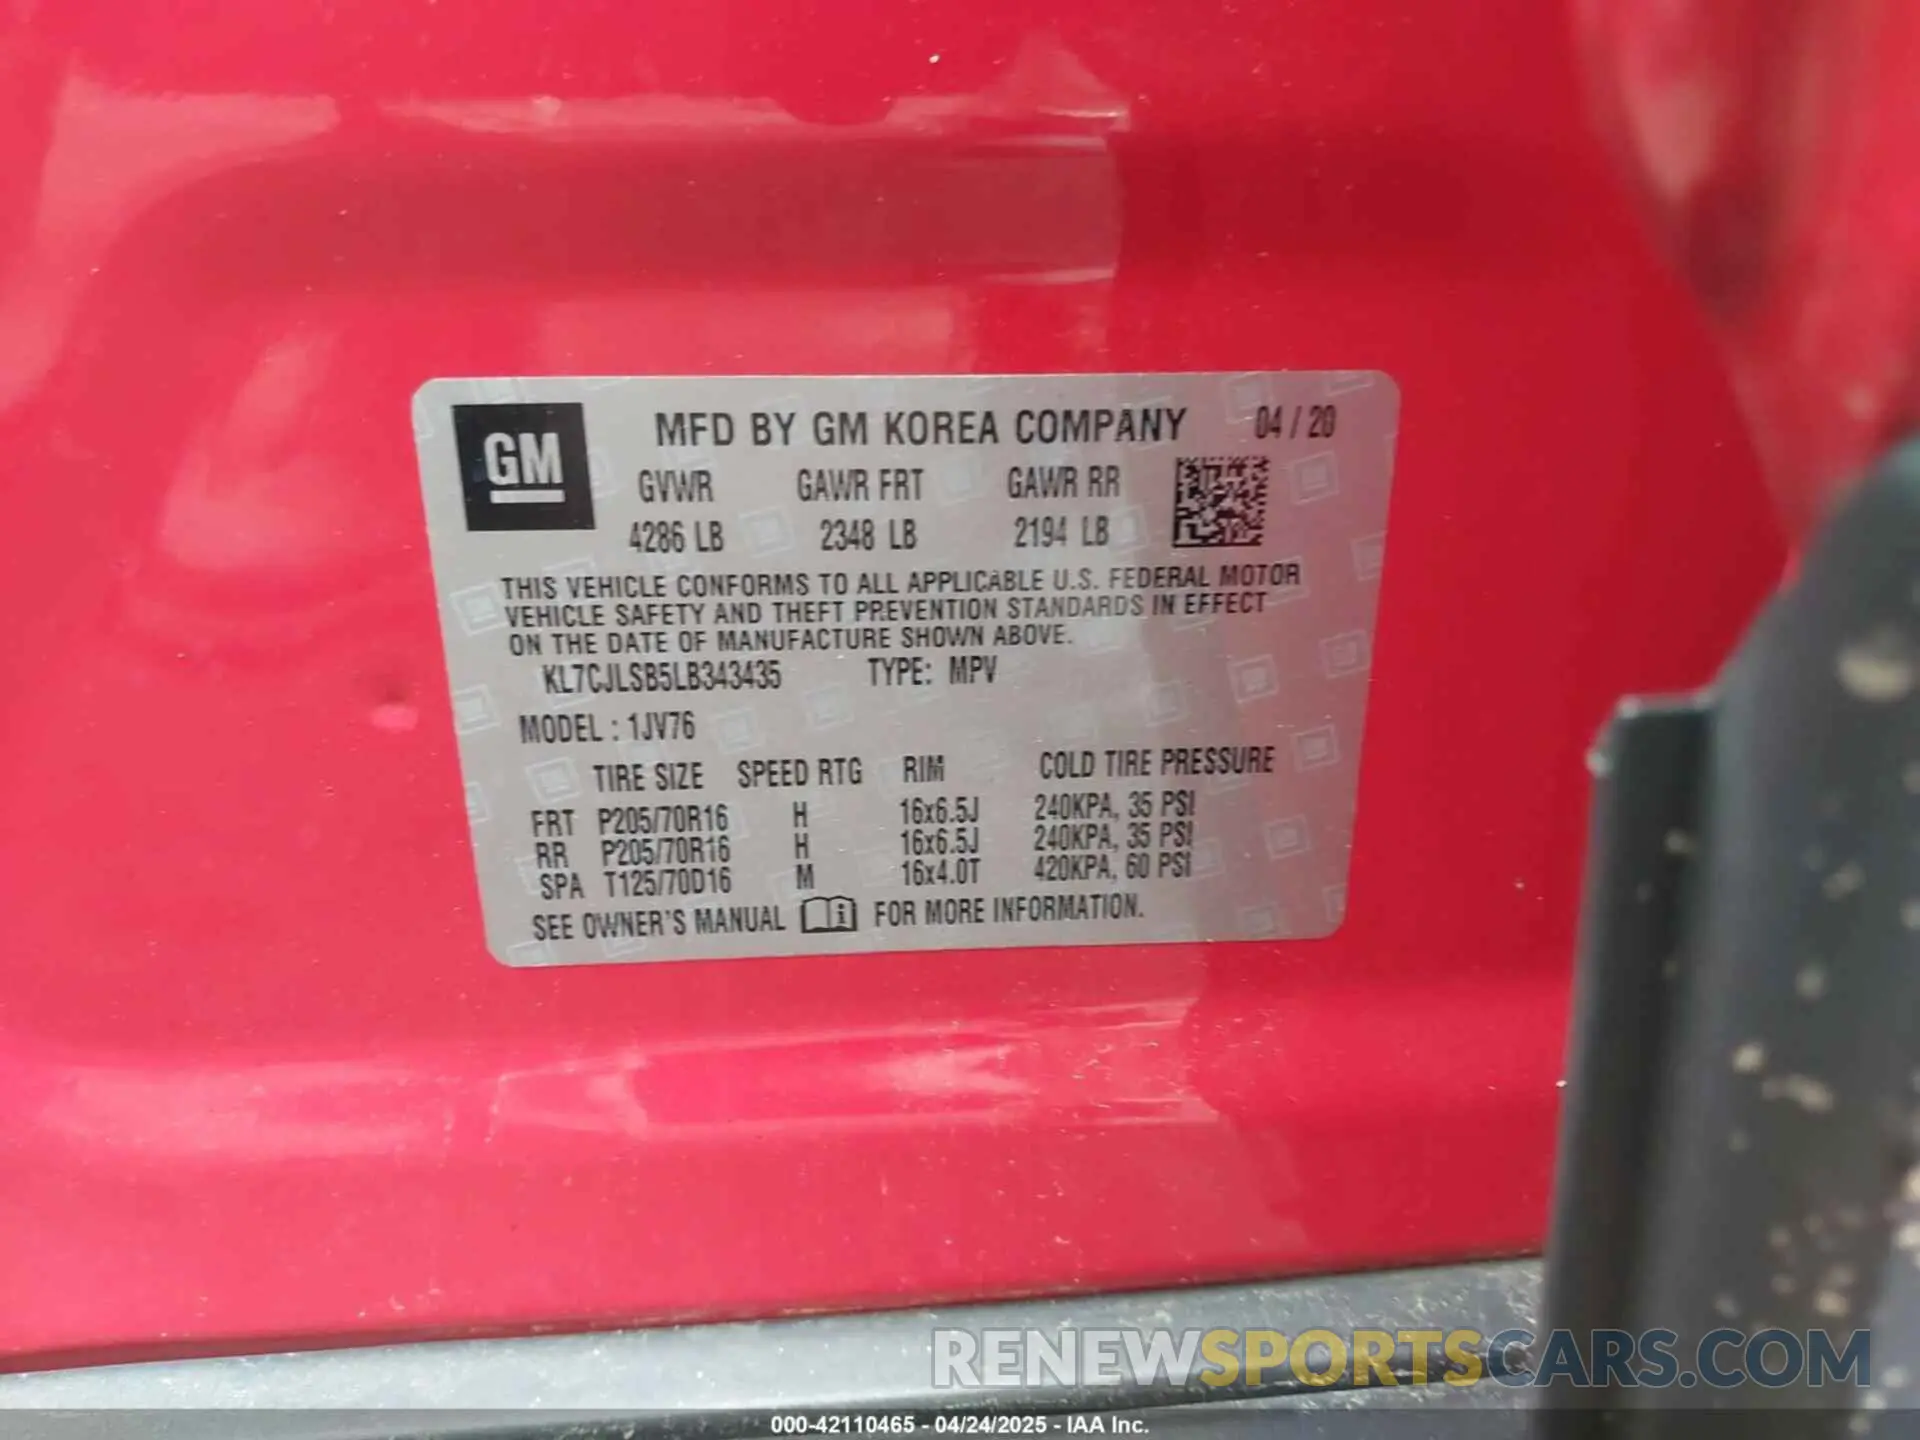 GM
MFD BY GM KOREA COMPANY 04 / 20
GVWR GAWR FRT GAWR RR
4286 LB 2348 LB 2194 LB
THIS VEHICLE CONFORMS TO ALL APPLICABLE U.S. FEDERAL MOTOR
VEHICLE SAFETY AND THEFT PREVENTION STANDARDS IN EFFECT
ON THE DATE OF MANUFACTURE SHOWN ABOVE.
KL7CJLSB5LB343435 TYPE: MPV
MODEL : 1JV76
TIRE SIZE SPEED RTG RIM COLD TIRE PRESSURE
FRT P205/70R16 H 16x6.5J 240KPA, 35 PSI
RR P205/70R16 H 16x6.5J 240KPA, 35 PSI
SPA T125/70D16 M 16x4.0T 420KPA, 60 PSI
SEE OWNER'S MANUAL i FOR MORE INFORMATION.
RENEWSPORTSCARS.COM
000-42110465 - 04/24/2025 - IAA Inc.